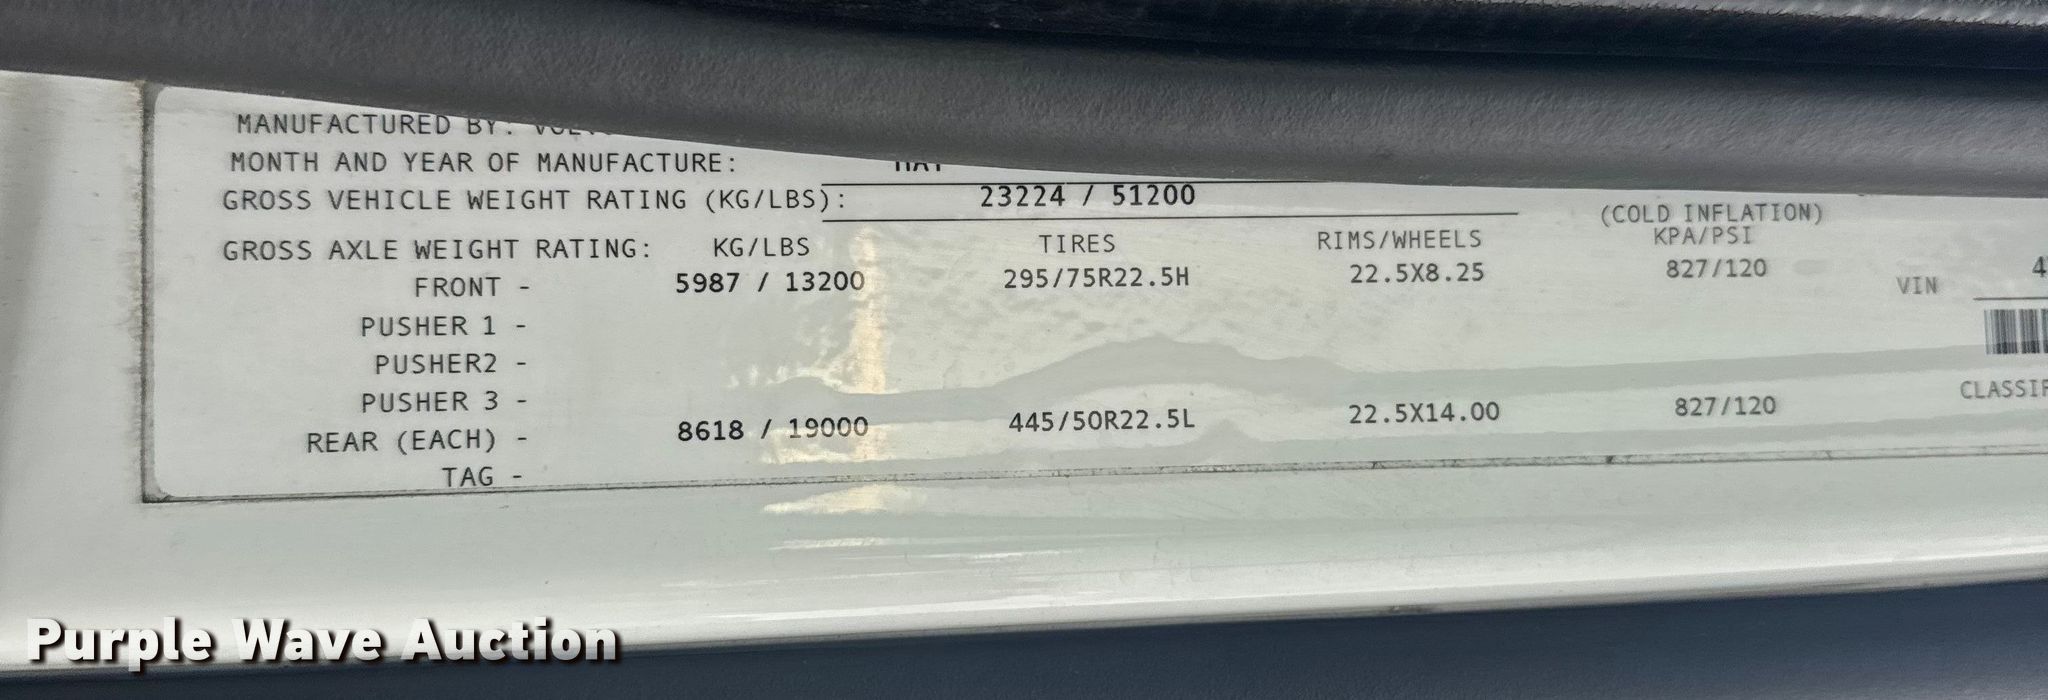 MANUFACTURED BY:
MONTH AND YEAR OF MANUFACTURE: MAY
GROSS VEHICLE WEIGHT RATING (KG/LBS): 23224 / 51200
(COLD INFLATION)
GROSS AXLE WEIGHT RATING: KG/LBS TIRES RIMS/WHEELS KPA/PSI
FRONT - 5987 / 13200 295/75R22.5H 22.5X8.25 827/120
VIN 4
PUSHER 1 -
PUSHER2 -
PUSHER 3 -
REAR (EACH) - 8618 / 19000 445/50R22.5L 22.5X14.00 827/120
CLASSIF
TAG -
Purple Wave Auction